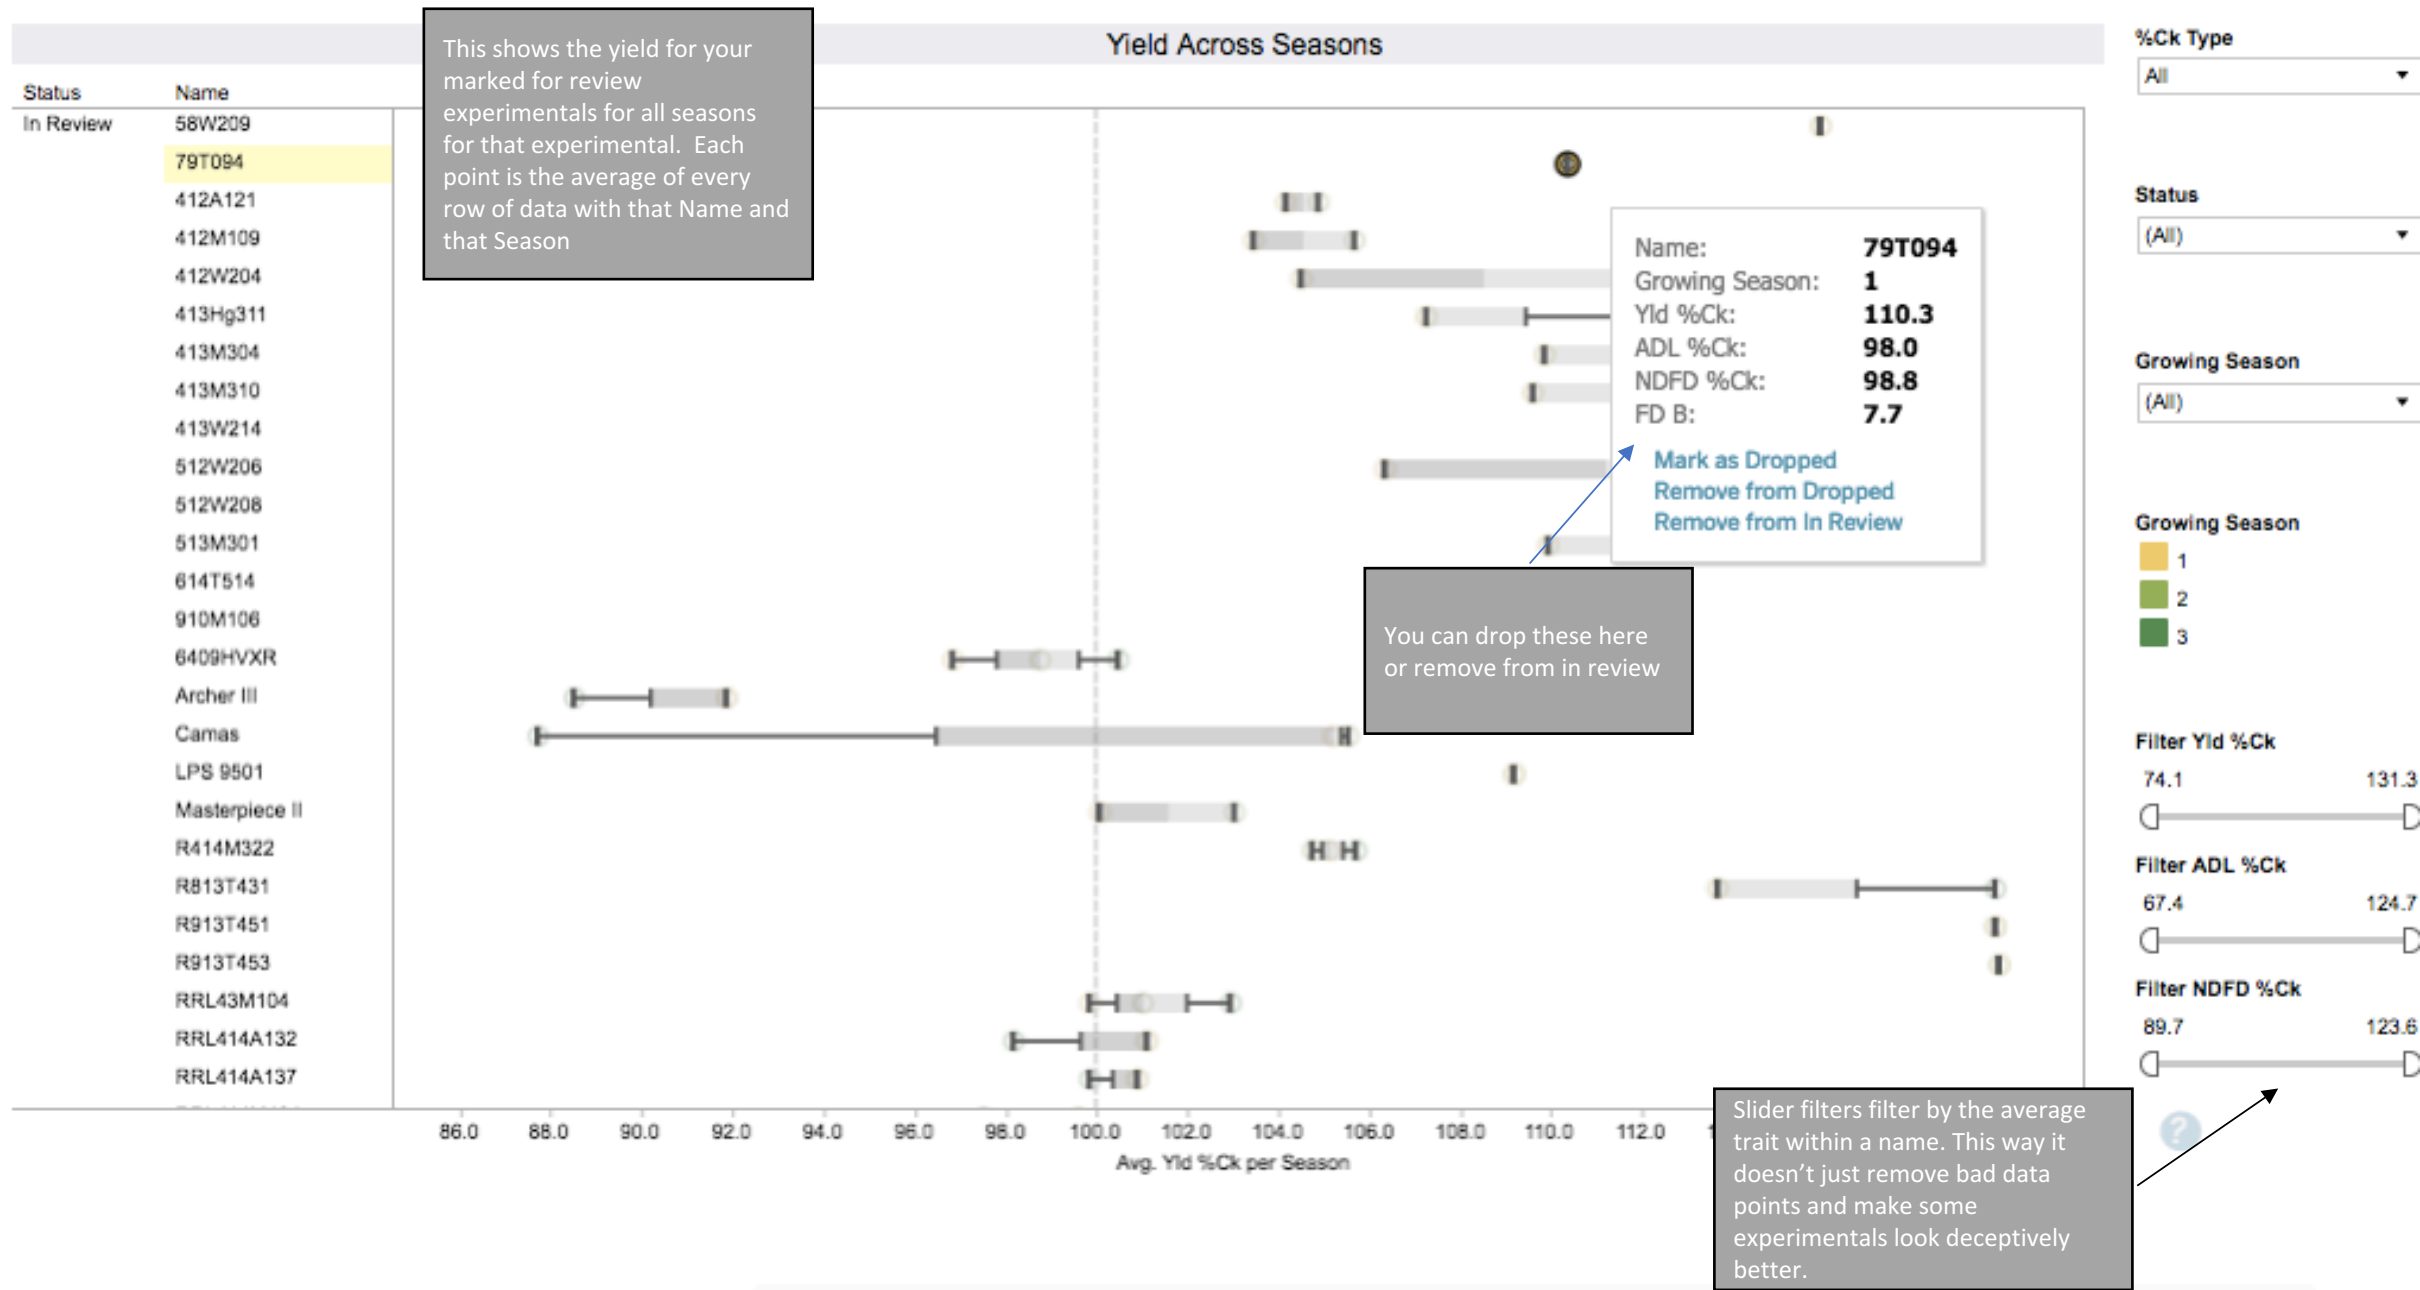 Yield Across Seasons
This shows the yield for your
marked for review
experimentals for all seasons
for that experimental.  Each
point is the average of every
row of data with that Name and
that Season
Status
Name
In Review
58W209
79T094
412A121
412M109
412W204
413Hg311
413M304
413M310
413W214
512W206
512W208
513M301
614T514
910M106
6409HVXR
Archer III
Camas
LPS 9501
Masterpiece II
R414M322
R813T431
R913T451
R913T453
RRL43M104
RRL414A132
RRL414A137
Name: 79T094
Growing Season: 1
Yld %Ck: 110.3
ADL %Ck: 98.0
NDFD %Ck: 98.8
FD B: 7.7
Mark as Dropped
Remove from Dropped
Remove from In Review
You can drop these here
or remove from in review
86.0 88.0 90.0 92.0 94.0 96.0 98.0 100.0 102.0 104.0 106.0 108.0 110.0 112.0
Avg. Yld %Ck per Season
%Ck Type
All
Status
(All)
Growing Season
(All)
Growing Season
1
2
3
Filter Yld %Ck
74.1 131.3
Filter ADL %Ck
67.4 124.7
Filter NDFD %Ck
89.7 123.6
?
Slider filters filter by the average
trait within a name. This way it
doesn’t just remove bad data
points and make some
experimentals look deceptively
better.